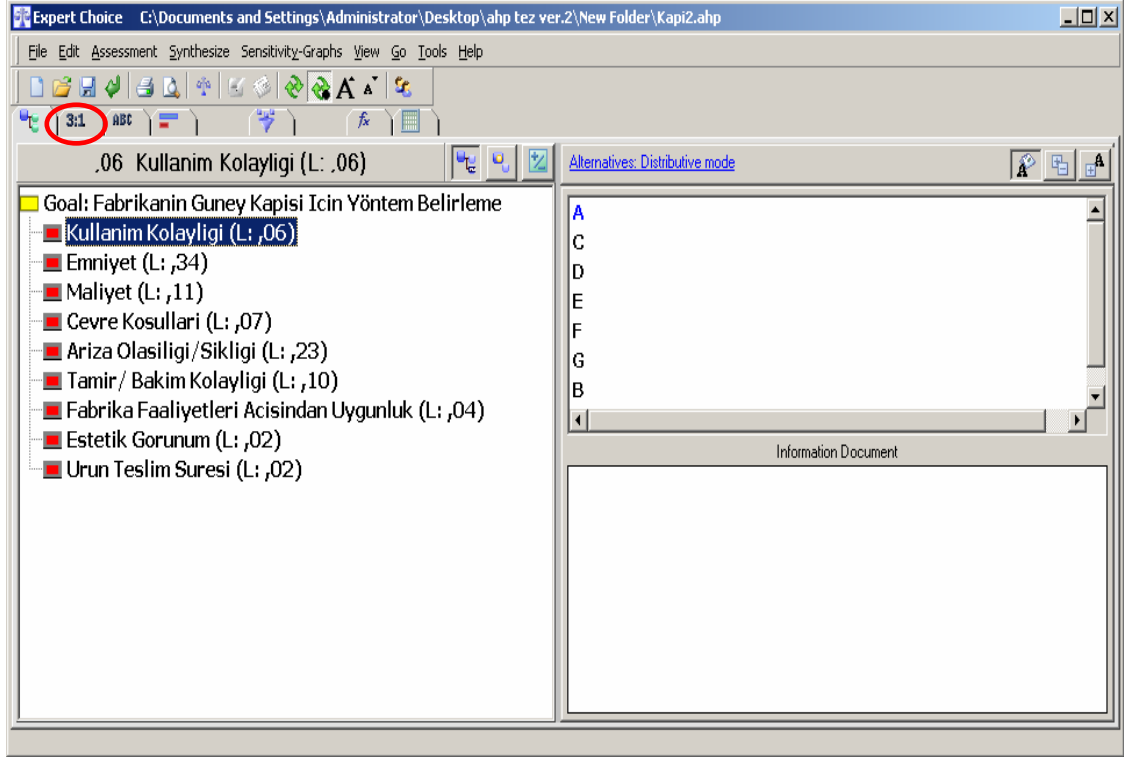 Expert Choice C:\Documents and Settings\Administrator\Desktop\ahp tez ver.2\New Folder\Kapi2.ahp
File Edit Assessment Synthesize Sensitivity-Graphs View Go Tools Help
3:1 ABC fx
,06 Kullanim Kolayligi (L: ,06)
Alternatives: Distributive mode
Goal: Fabrikanin Guney Kapisi Icin Yöntem Belirleme
Kullanim Kolayligi (L: ,06)
Emniyet (L: ,34)
Maliyet (L: ,11)
Cevre Kosullari (L: ,07)
Ariza Olasiligi/Sikligi (L: ,23)
Tamir/ Bakim Kolayligi (L: ,10)
Fabrika Faaliyetleri Acisindan Uygunluk (L: ,04)
Estetik Gorunum (L: ,02)
Urun Teslim Suresi (L: ,02)
A
C
D
E
F
G
B
Information Document